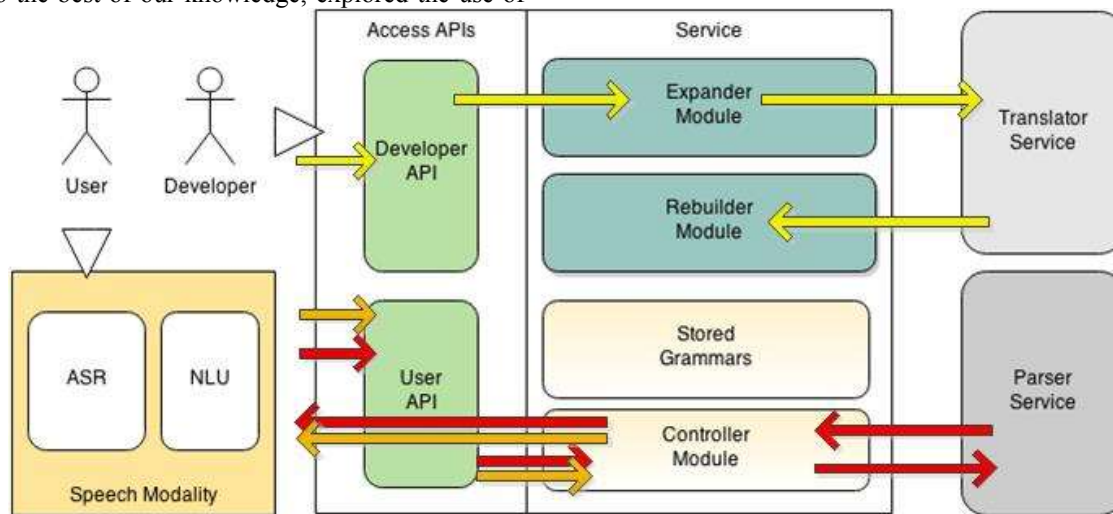 the best of our knowledge, explored the use of
Access APIs
Service
User
Developer
Developer
API
Expander
Module
Translator
Service
Rebuilder
Module
ASR
NLU
Speech Modality
User
API
Stored
Grammars
Controller
Module
Parser
Service